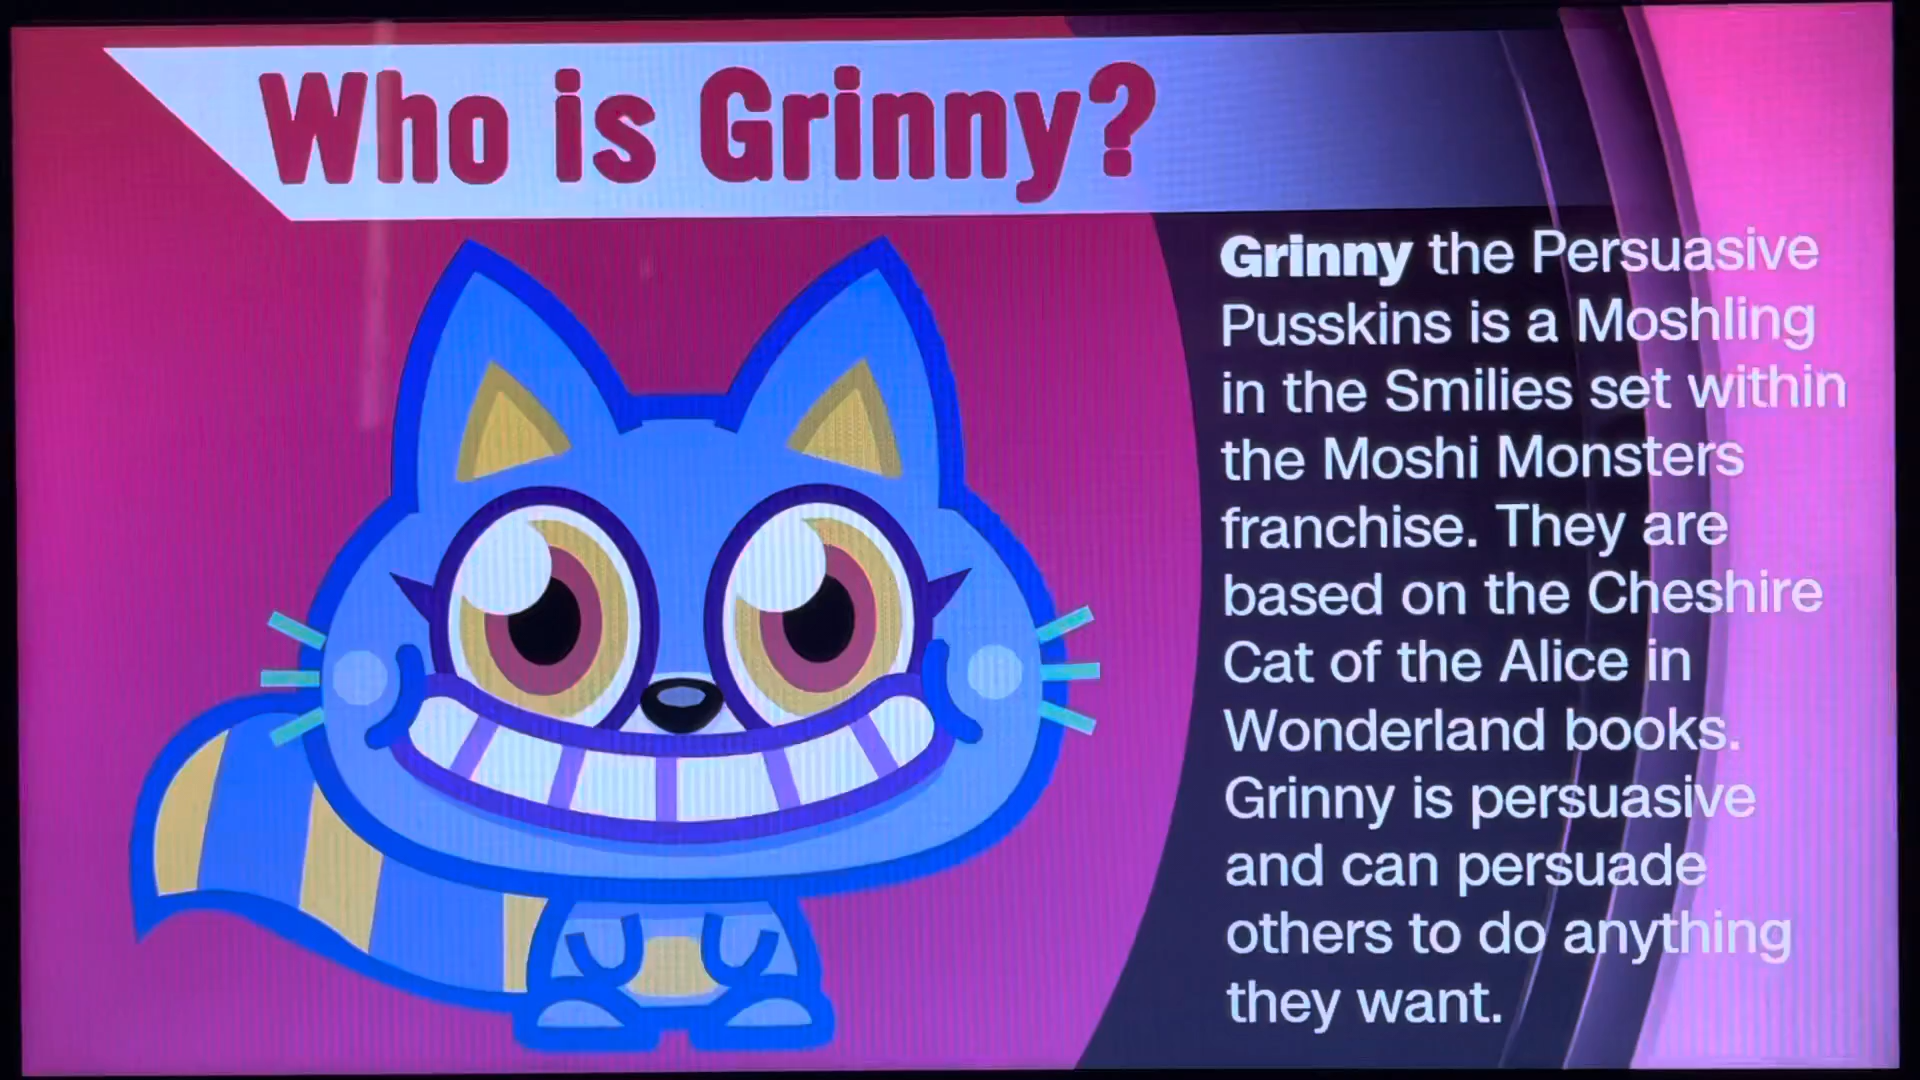 Who is Grinny?
Grinny the Persuasive
Pusskins is a Moshling
in the Smilies set within
the Moshi Monsters
franchise. They are
based on the Cheshire
Cat of the Alice in
Wonderland books.
Grinny is persuasive
and can persuade
others to do anything
they want.